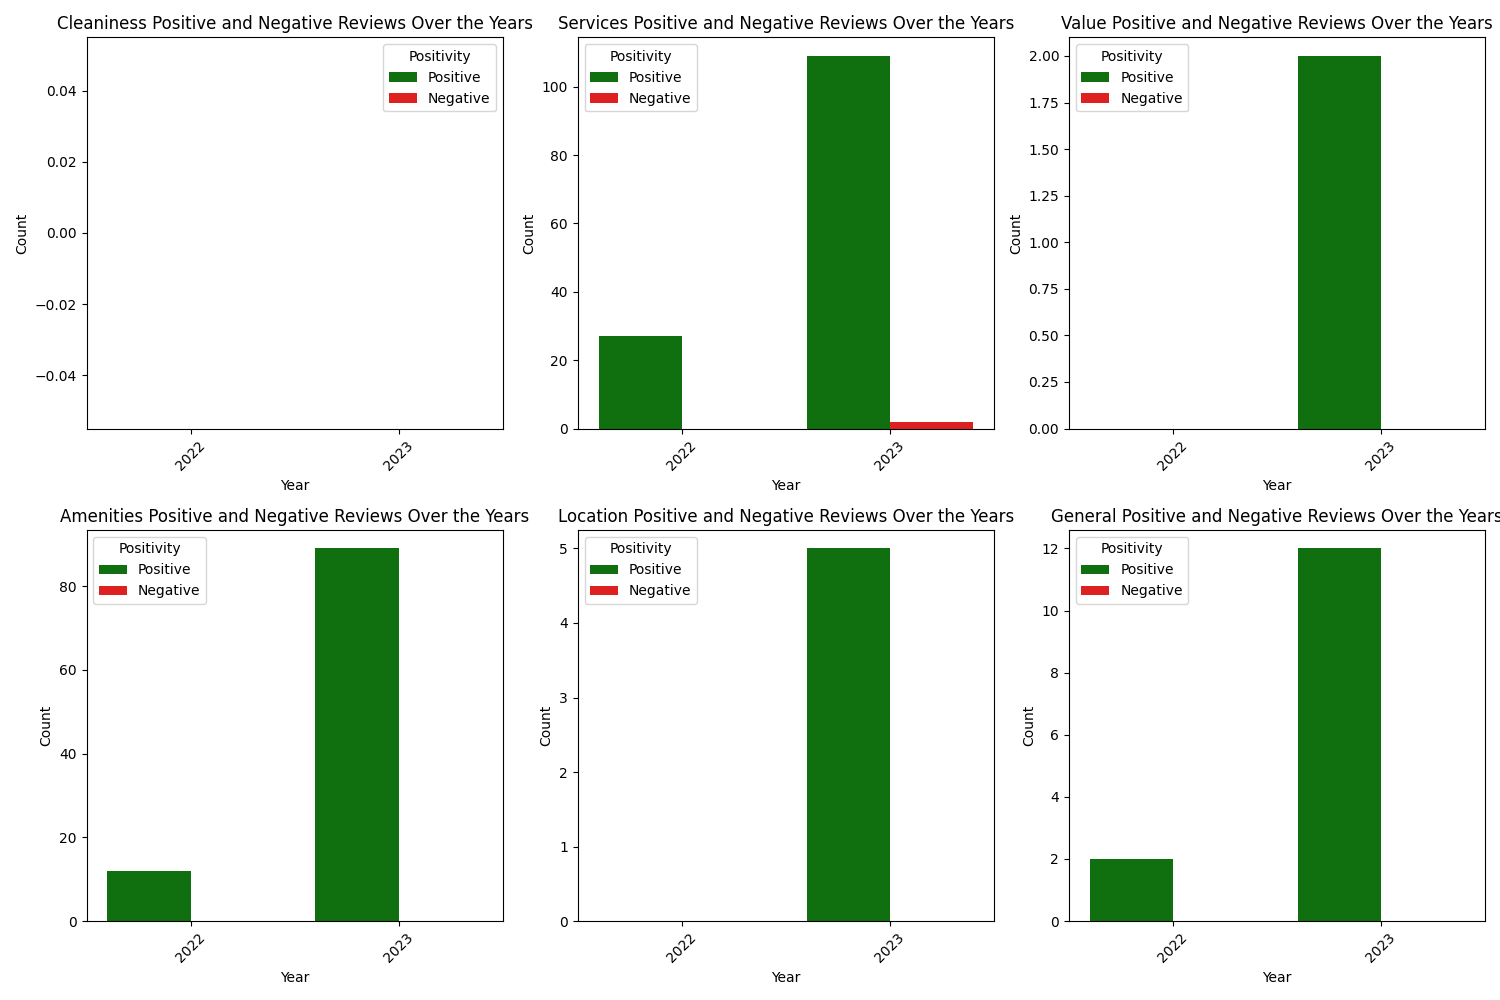 Cleaniness Positive and Negative Reviews Over the Years
Positivity
Positive
Negative
0.04
0.02
0.00
−0.02
−0.04
Count
2022
2023
Year
Services Positive and Negative Reviews Over the Years
Positivity
Positive
Negative
100
80
60
40
20
0
Count
2022
2023
Year
Value Positive and Negative Reviews Over the Years
Positivity
Positive
Negative
2.00
1.75
1.50
1.25
1.00
0.75
0.50
0.25
0.00
Count
2022
2023
Year
Amenities Positive and Negative Reviews Over the Years
Positivity
Positive
Negative
80
60
40
20
0
Count
2022
2023
Year
Location Positive and Negative Reviews Over the Years
Positivity
Positive
Negative
5
4
3
2
1
0
Count
2022
2023
Year
General Positive and Negative Reviews Over the Years
Positivity
Positive
Negative
12
10
8
6
4
2
0
Count
2022
2023
Year